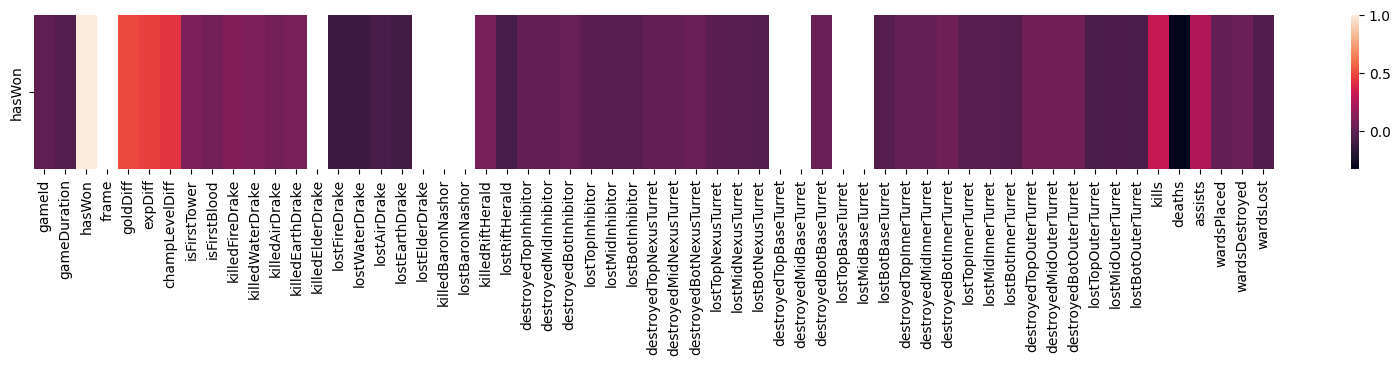 hasWon
gameId
gameDuration
hasWon
frame
goldDiff
expDiff
champLevelDiff
isFirstTower
isFirstBlood
killedFireDrake
killedWaterDrake
killedAirDrake
killedEarthDrake
killedElderDrake
lostFireDrake
lostWaterDrake
lostAirDrake
lostEarthDrake
lostElderDrake
killedBaronNashor
lostBaronNashor
killedRiftHerald
lostRiftHerald
destroyedTopInhibitor
destroyedMidInhibitor
destroyedBotInhibitor
lostTopInhibitor
lostMidInhibitor
lostBotInhibitor
destroyedTopNexusTurret
destroyedMidNexusTurret
destroyedBotNexusTurret
lostTopNexusTurret
lostMidNexusTurret
lostBotNexusTurret
destroyedTopBaseTurret
destroyedMidBaseTurret
destroyedBotBaseTurret
lostTopBaseTurret
lostMidBaseTurret
lostBotBaseTurret
destroyedTopInnerTurret
destroyedMidInnerTurret
destroyedBotInnerTurret
lostTopInnerTurret
lostMidInnerTurret
lostBotInnerTurret
destroyedTopOuterTurret
destroyedMidOuterTurret
destroyedBotOuterTurret
lostTopOuterTurret
lostMidOuterTurret
lostBotOuterTurret
kills
deaths
assists
wardsPlaced
wardsDestroyed
wardsLost
1.0
0.5
0.0